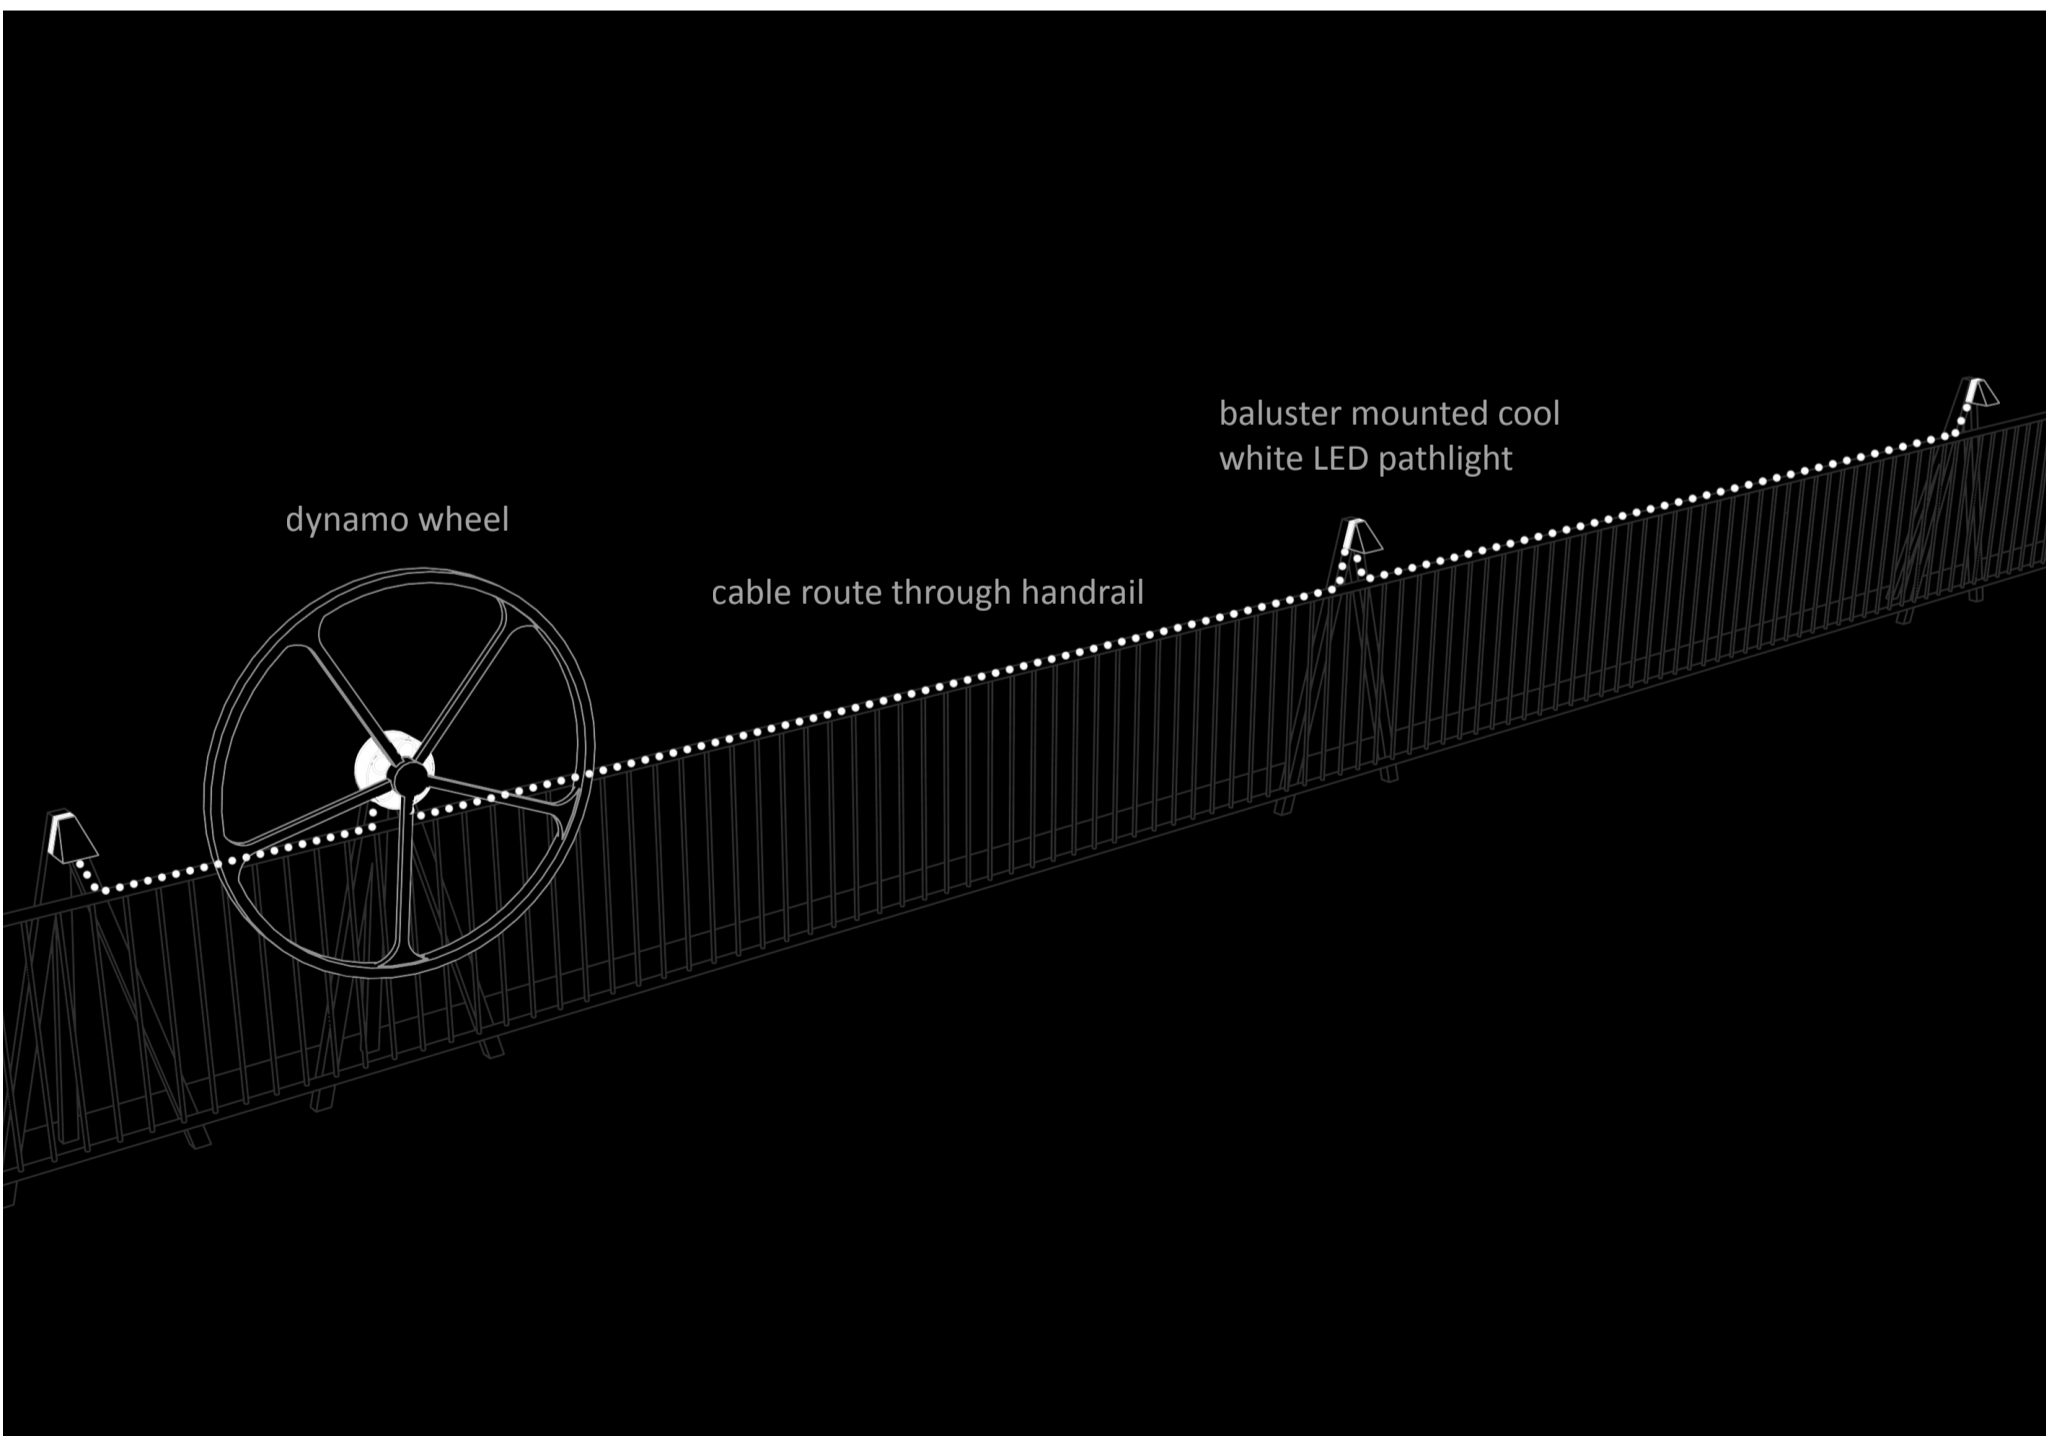 baluster mounted cool
white LED pathlight
dynamo wheel
cable route through handrail